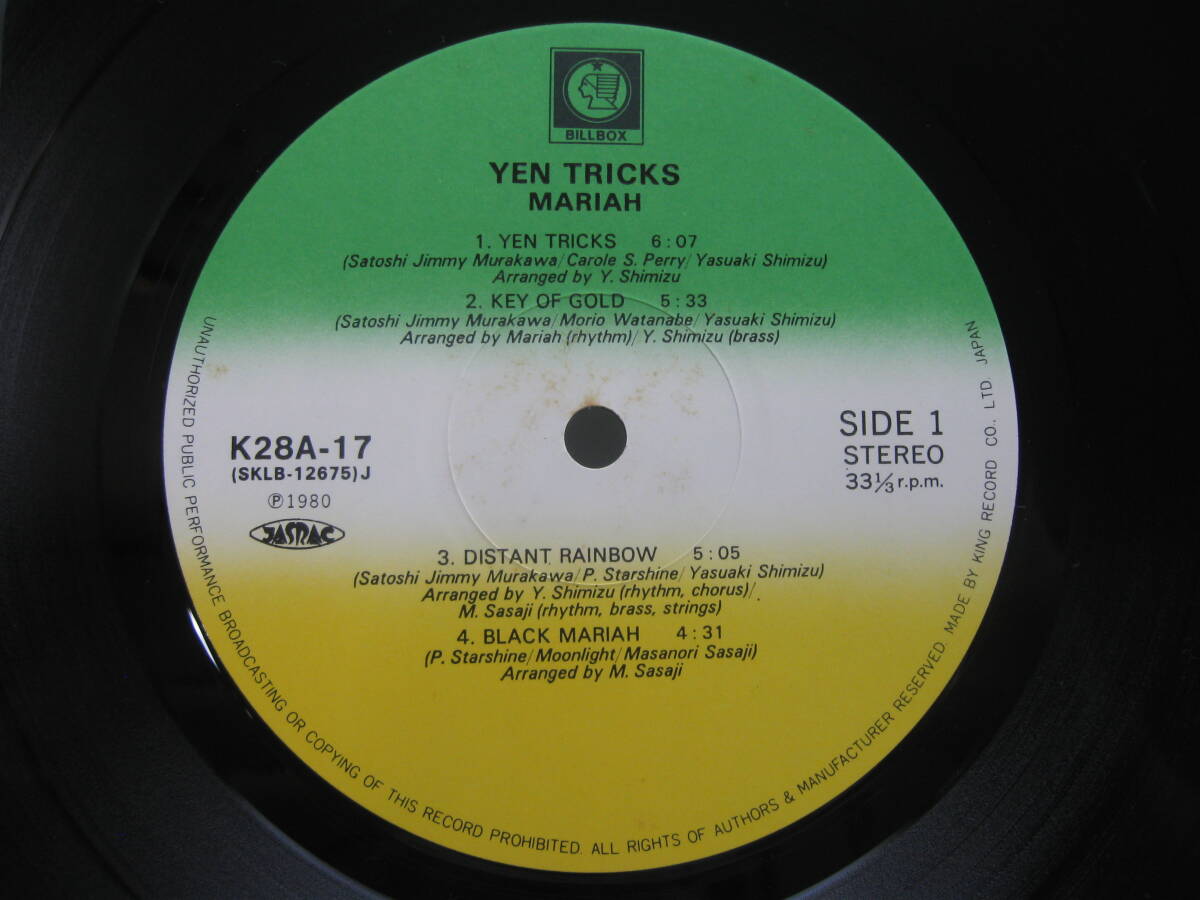 BILLBOX
YEN TRICKS
MARIAH
1. YEN TRICKS 6:07
(Satoshi Jimmy Murakawa/Carole S. Perry/Yasuaki Shimizu)
Arranged by Y. Shimizu
2. KEY OF GOLD 5:33
(Satoshi Jimmy Murakawa/Morio Watanabe/Yasuaki Shimizu)
Arranged by Mariah (rhythm)/Y. Shimizu (brass)
K28A-17
(SKLB-12675)J
Ⓟ1980
JASRAC
SIDE 1
STEREO
33⅓ r.p.m.
3. DISTANT RAINBOW 5:05
(Satoshi Jimmy Murakawa/P. Starshine/Yasuaki Shimizu)
Arranged by Y. Shimizu (rhythm, chorus)/
M. Sasaji (rhythm, brass, strings)
4. BLACK MARIAH 4:31
(P. Starshine/Moonlight/Masanori Sasaji)
Arranged by M. Sasaji
UNAUTHORIZED PUBLIC PERFORMANCE BROADCASTING OR COPYING OF THIS RECORD PROHIBITED. ALL RIGHTS OF AUTHORS & MANUFACTURER RESERVED. MADE BY KING RECORD CO., LTD. JAPAN